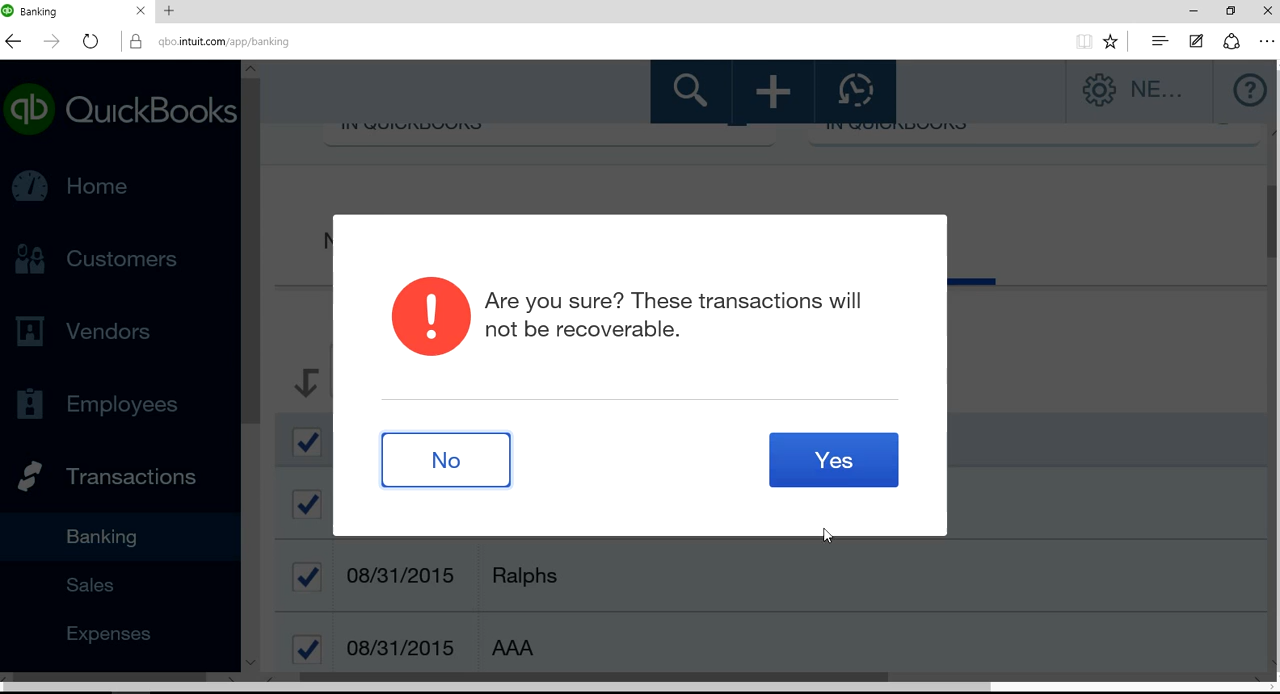 Banking
qbo.intuit.com/app/banking
qb QuickBooks
NE...
?
IN QUICKBOOKS
IN QUICKBOOKS
Home
Customers
Vendors
Employees
Transactions
Banking
Sales
Expenses
Are you sure? These transactions will
not be recoverable.
No
Yes
08/31/2015 Ralphs
08/31/2015 AAA